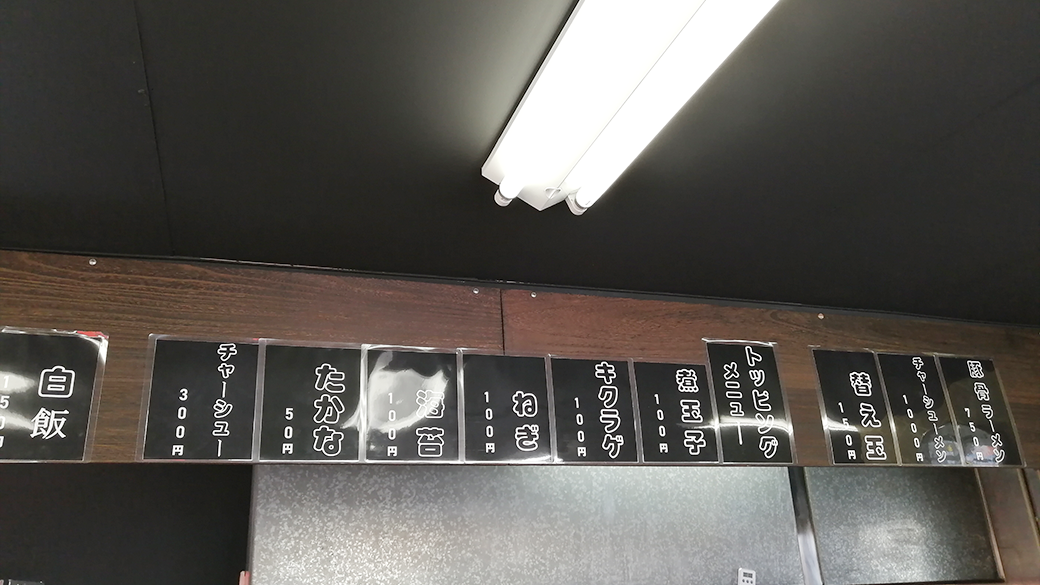 豚骨ラーメン
750円
チャーシューメン
1000円
替え玉
150円
トッピング
メニュー
煮玉子
100円
キクラゲ
100円
ねぎ
100円
海苔
100円
たかな
50円
チャーシュー
300円
白飯
150円